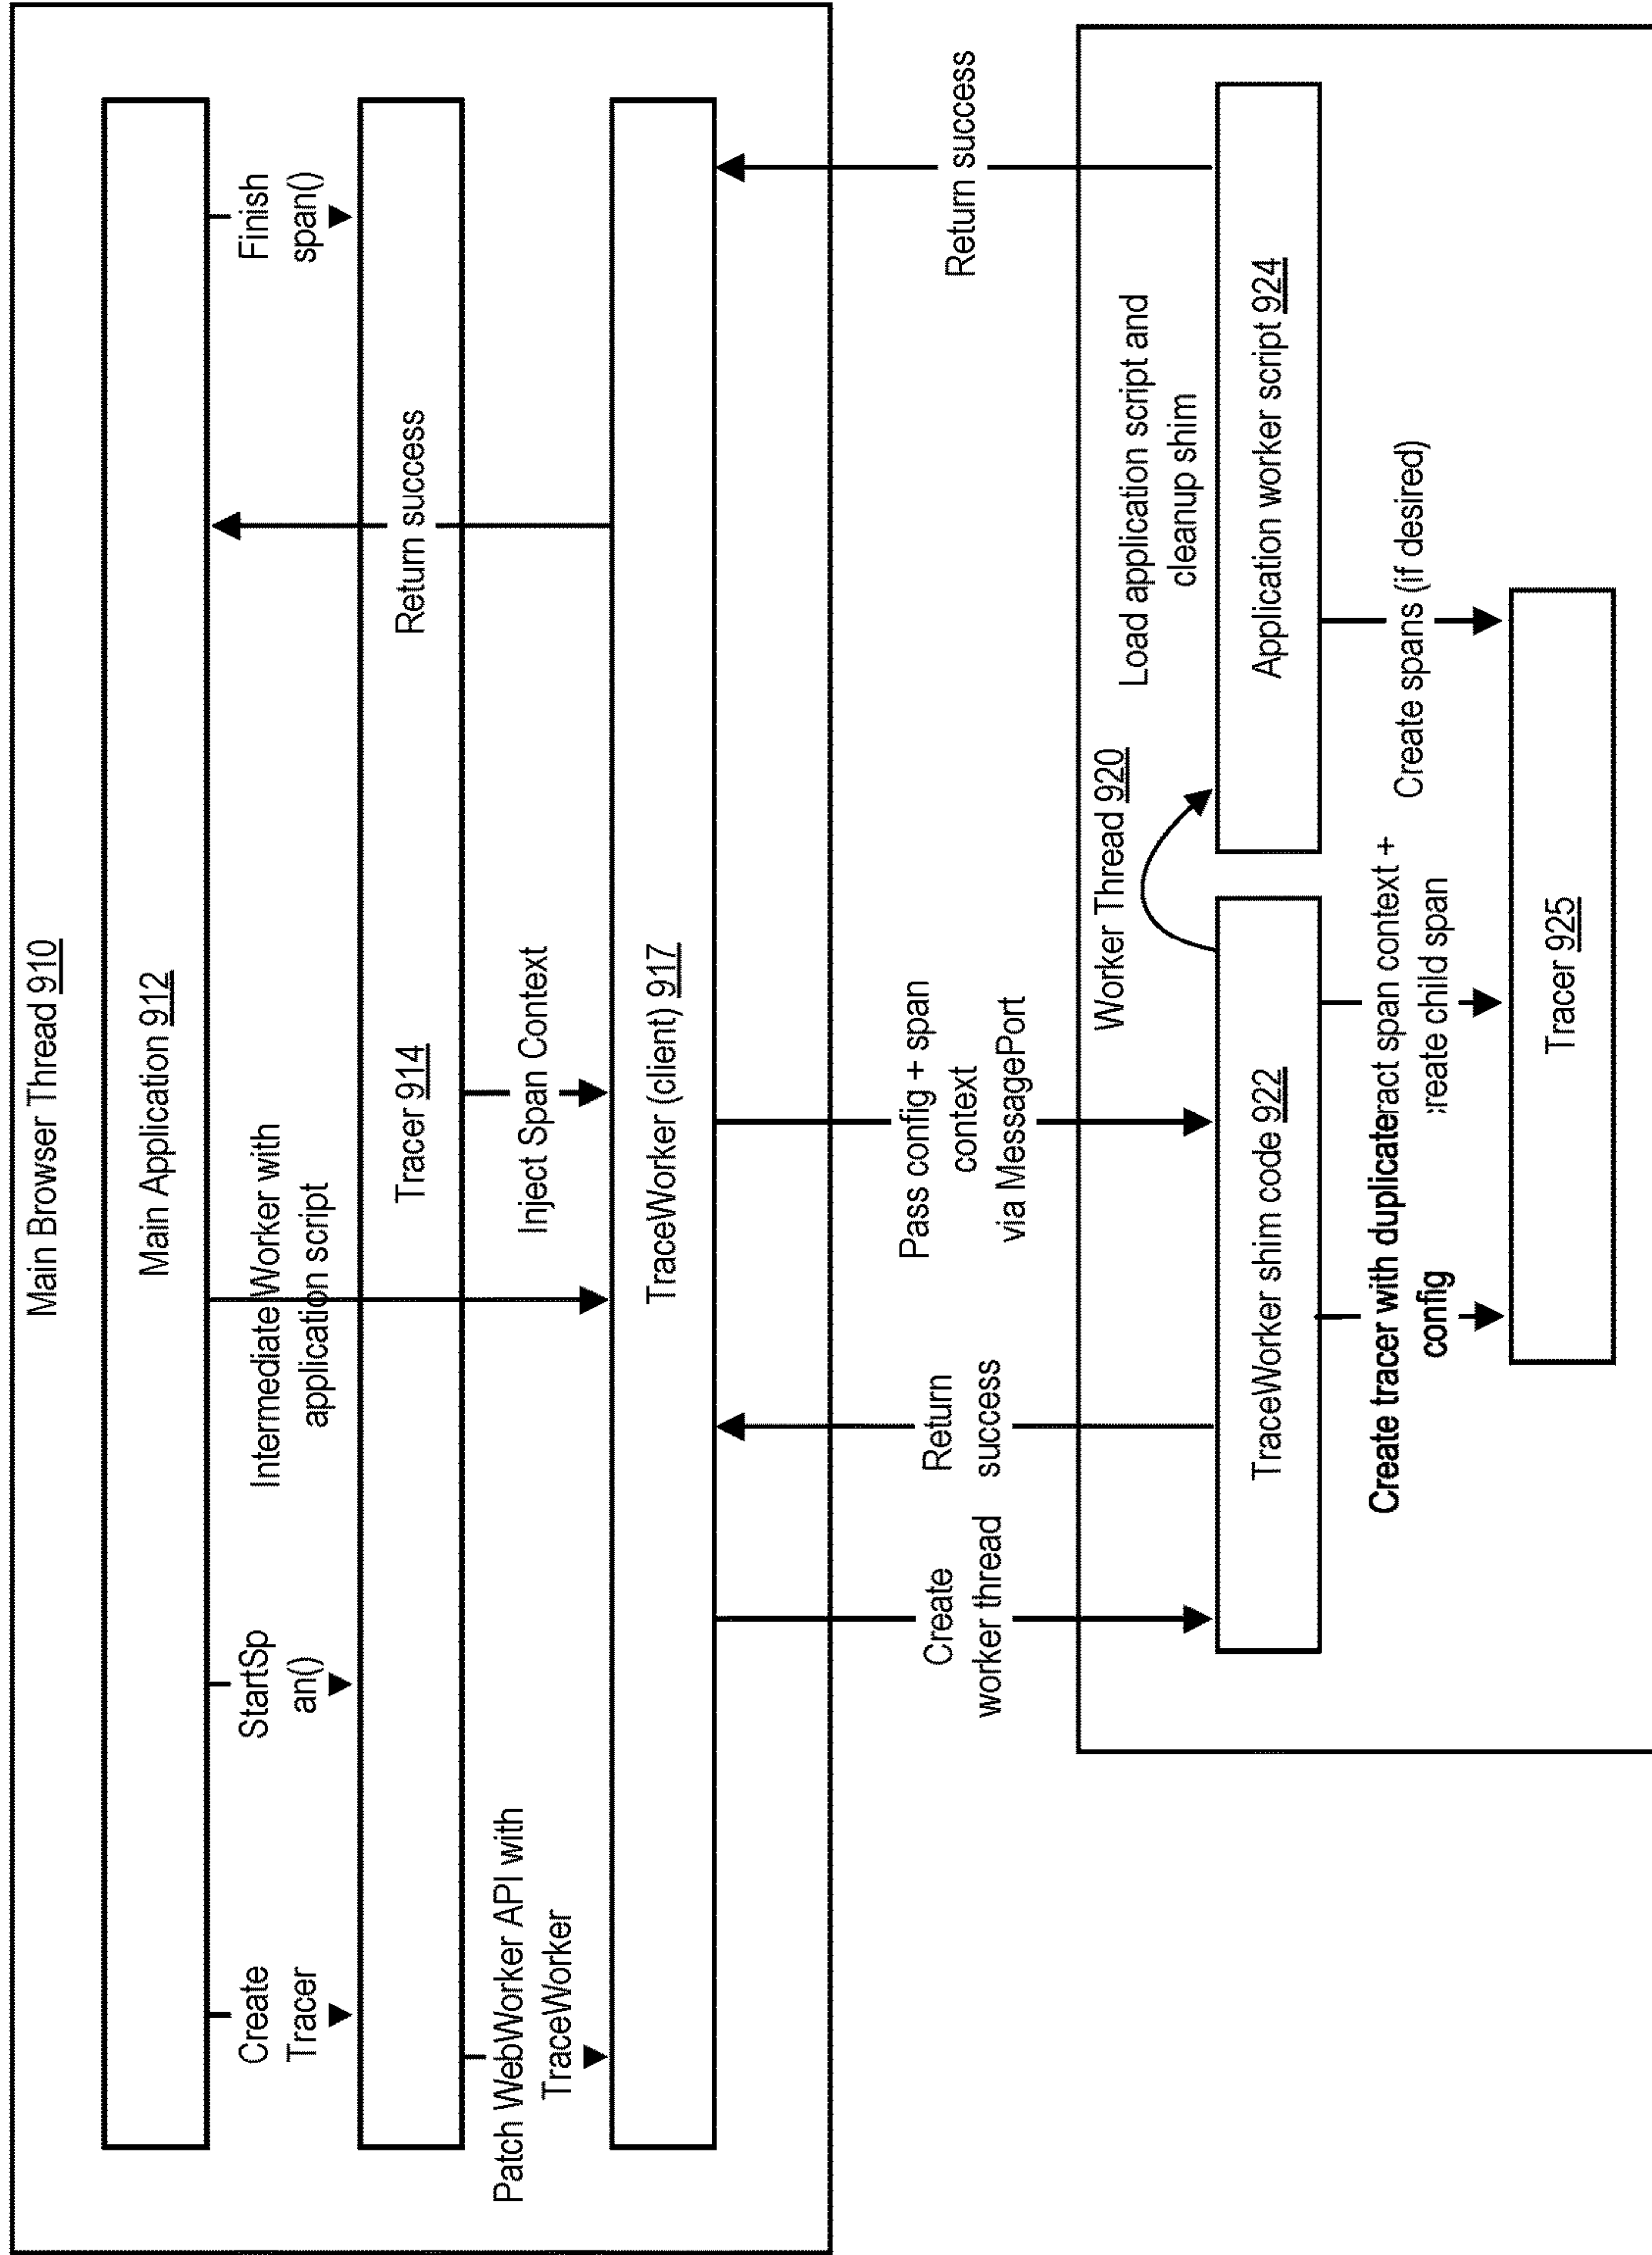 Main Browser Thread 910
Main Application 912
Create
Tracer
StartSp
an()
Intermediate Worker with
application script
Finish
span()
Tracer 914
Return success
Patch WebWorker API with
TraceWorker
Inject Span Context
TraceWorker (client) 917
Create
worker thread
Return
success
Pass config + span
context
via MessagePort
Return success
Worker Thread 920
Load application script and
cleanup shim
TraceWorker shim code 922
Application worker script 924
Create tracer with duplicate
config
ract span context +
reate child span
Create spans (if desired)
Tracer 925